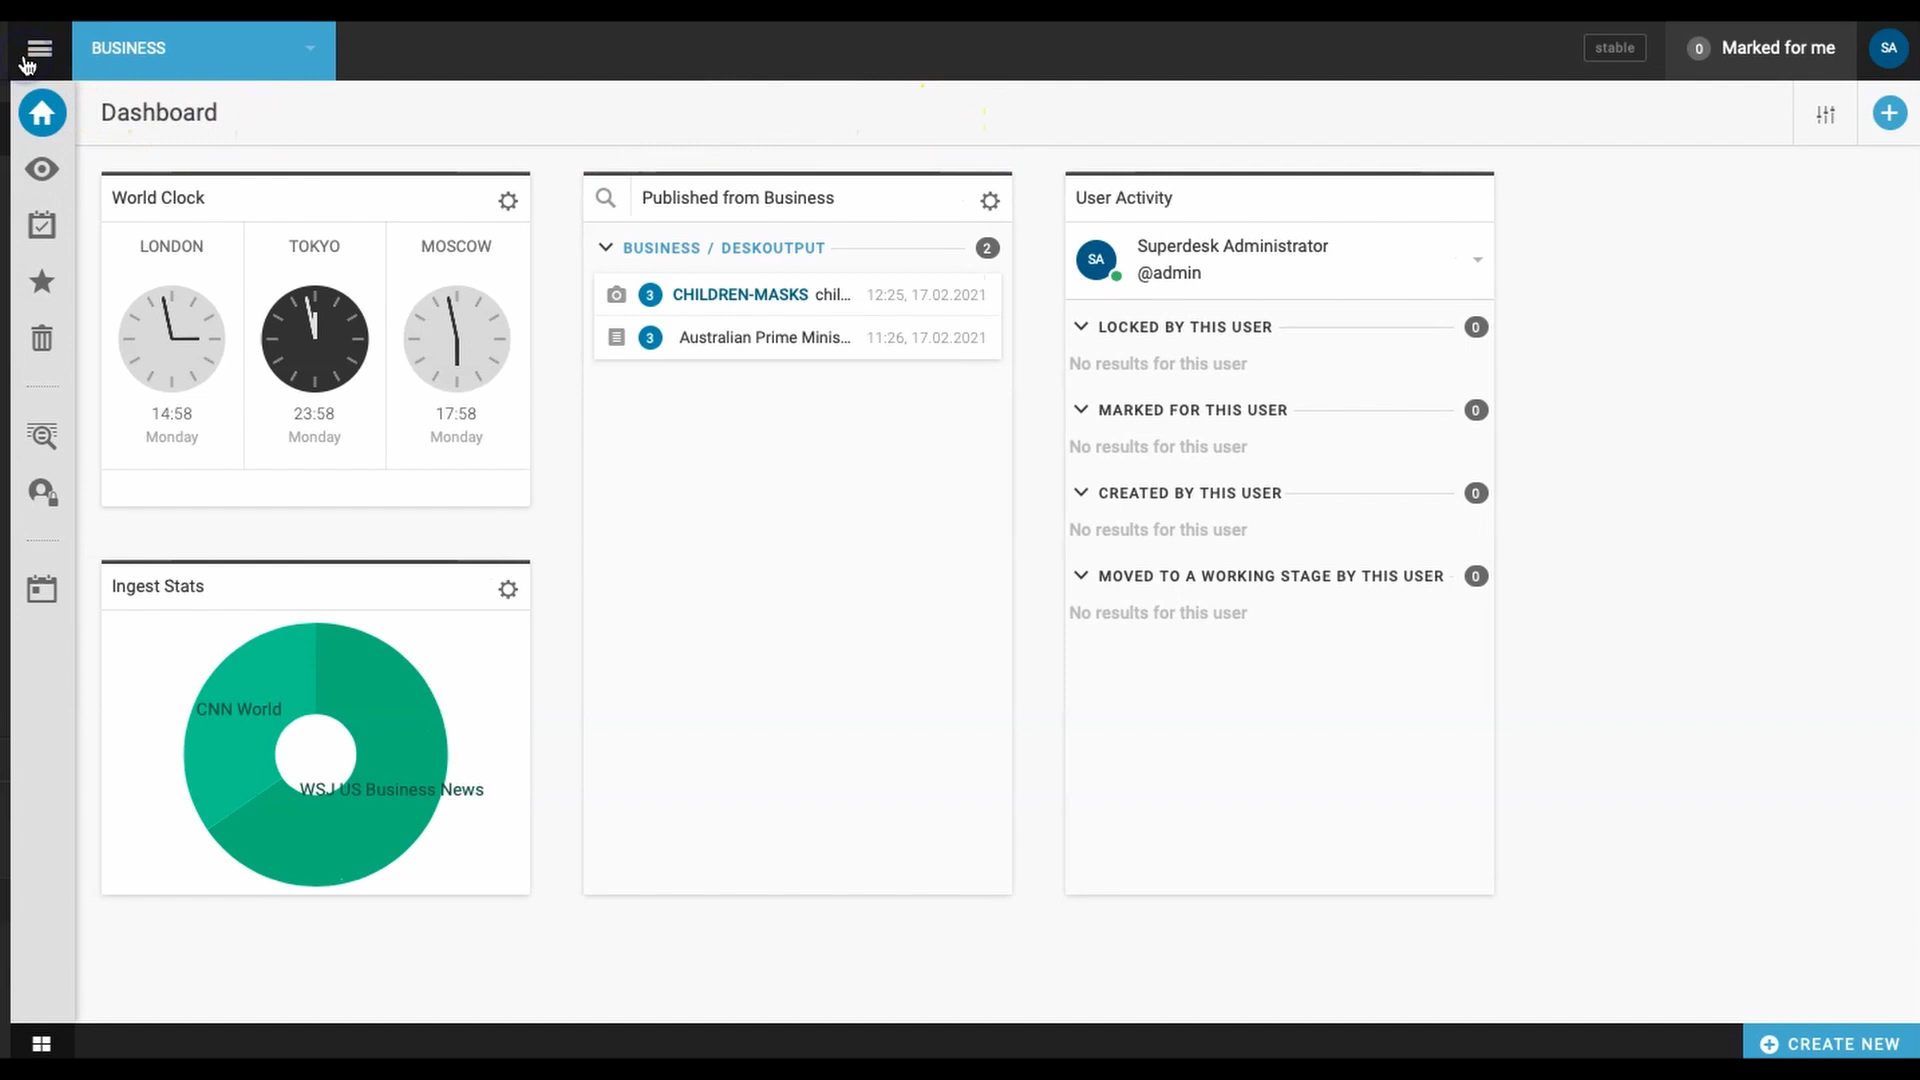 BUSINESS
stable
0 Marked for me
SA
Dashboard
World Clock
LONDON
TOKYO
MOSCOW
14:58
Monday
23:58
Monday
17:58
Monday
Ingest Stats
CNN World
WSJ US Business News
Published from Business
BUSINESS / DESKOUTPUT
2
3 CHILDREN-MASKS chil... 12:25, 17.02.2021
3 Australian Prime Minis... 11:26, 17.02.2021
User Activity
SA
Superdesk Administrator
@admin
LOCKED BY THIS USER 0
No results for this user
MARKED FOR THIS USER 0
No results for this user
CREATED BY THIS USER 0
No results for this user
MOVED TO A WORKING STAGE BY THIS USER 0
No results for this user
CREATE NEW